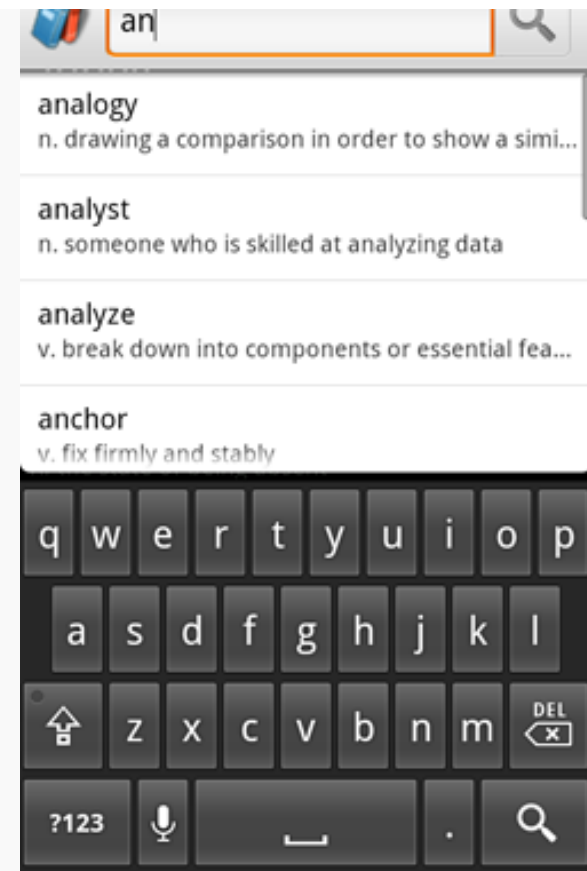 an
analogy
n. drawing a comparison in order to show a simi...
analyst
n. someone who is skilled at analyzing data
analyze
v. break down into components or essential fea...
anchor
v. fix firmly and stably
q w e r t y u i o p
a s d f g h j k l
z x c v b n m DEL
?123 .